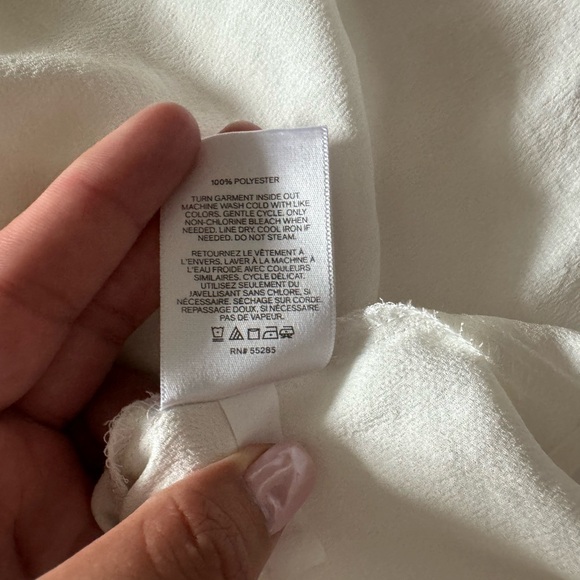 100% POLYESTER
TURN GARMENT INSIDE OUT
MACHINE WASH COLD WITH LIKE
COLORS. GENTLE CYCLE. ONLY
NON-CHLORINE BLEACH WHEN
NEEDED. LINE DRY. COOL IRON IF
NEEDED. DO NOT STEAM.
RETOURNEZ LE VÊTEMENT À
L'ENVERS. LAVER À LA MACHINE À
L'EAU FROIDE AVEC COULEURS
SIMILAIRES. CYCLE DÉLICAT.
UTILISEZ SEULEMENT DU
JAVELLISANT SANS CHLORE, SI
NÉCESSAIRE. SÉCHAGE SUR CORDE.
REPASSAGE DOUX, SI NÉCESSAIRE.
PAS DE VAPEUR.
RN# 55285